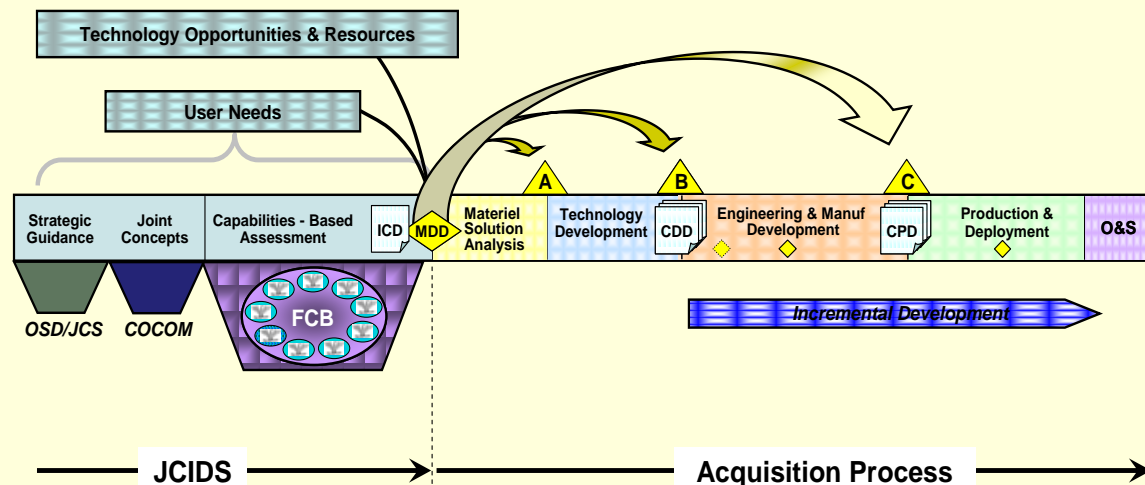 Technology Opportunities & Resources
User Needs
A
B
C
Strategic
Guidance
Joint
Concepts
Capabilities - Based
Assessment
ICD
MDD
Materiel
Solution
Analysis
Technology
Development
CDD
Engineering & Manuf
Development
CPD
Production &
Deployment
O&S
OSD/JCS
COCOM
FCB
Incremental Development
JCIDS
Acquisition Process